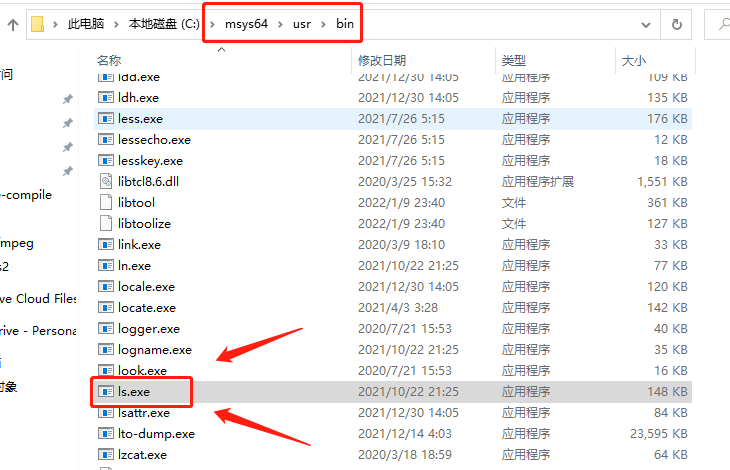 此电脑 本地磁盘 (C:) msys64 usr bin
名称 修改日期 类型 大小
ldd.exe 2021/12/30 14:05 应用程序 109 KB
ldh.exe 2021/12/30 14:05 应用程序 135 KB
less.exe 2021/7/26 5:15 应用程序 176 KB
lessecho.exe 2021/7/26 5:15 应用程序 12 KB
lesskey.exe 2021/7/26 5:15 应用程序 18 KB
libtcl8.6.dll 2020/3/25 15:32 应用程序扩展 1,551 KB
libtool 2022/1/9 23:40 文件 361 KB
libtoolize 2022/1/9 23:40 文件 127 KB
link.exe 2020/3/9 18:10 应用程序 33 KB
ln.exe 2021/10/22 21:25 应用程序 77 KB
locale.exe 2021/12/30 14:05 应用程序 120 KB
locate.exe 2021/4/3 3:28 应用程序 142 KB
logger.exe 2020/7/21 15:53 应用程序 40 KB
logname.exe 2021/10/22 21:25 应用程序 35 KB
look.exe 2020/7/21 15:53 应用程序 16 KB
ls.exe 2021/10/22 21:25 应用程序 148 KB
lsattr.exe 2021/12/30 14:05 应用程序 84 KB
lto-dump.exe 2021/12/14 4:03 应用程序 23,595 KB
lzcat.exe 2020/3/18 18:59 应用程序 64 KB
问
-compile
mpeg
s2
ve Cloud Files
rive - Persona
对象